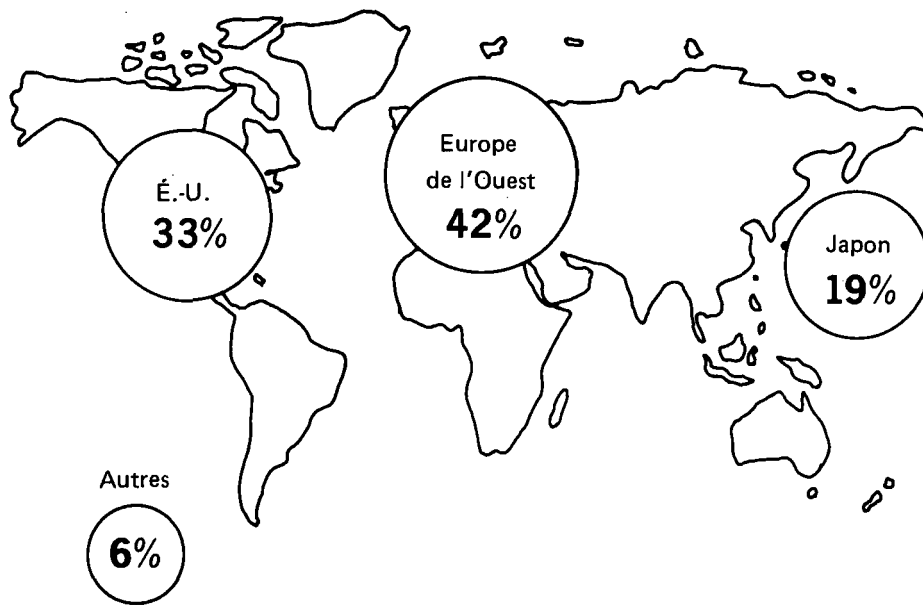 É.-U.
33%
Europe
de l'Ouest
42%
Japon
19%
Autres
6%